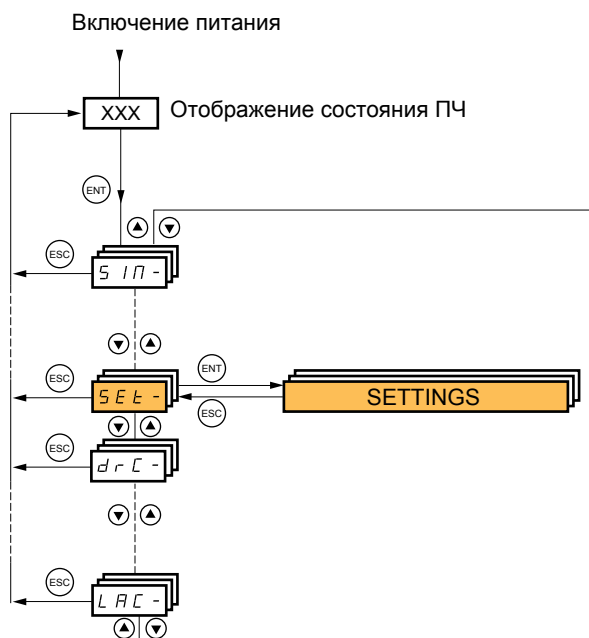 Включение питания
XXX Отображение состояния ПЧ
ENT
ESC
SIM-
ENT
ESC
SEt-
SETTINGS
ESC
ESC
drC-
ESC
LAC-